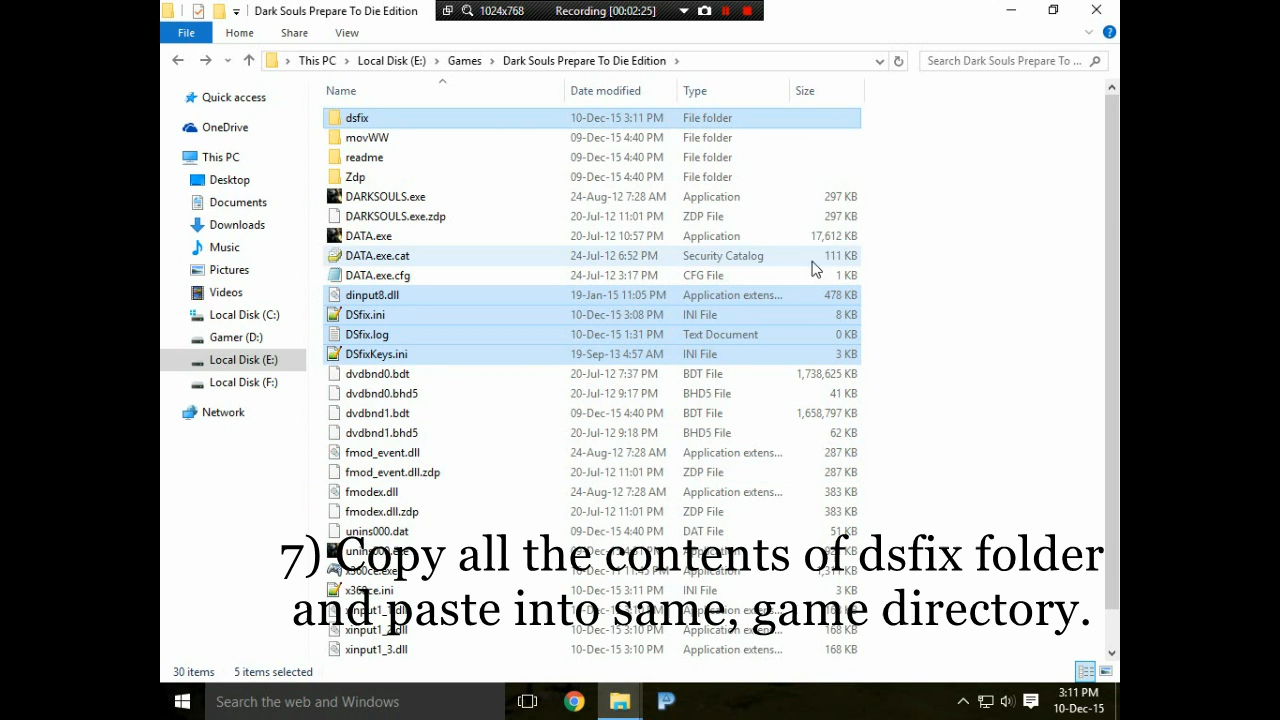 Dark Souls Prepare To Die Edition
1024x768
Recording [00:02:25]
File Home Share View
This PC Local Disk (E:) Games Dark Souls Prepare To Die Edition
Search Dark Souls Prepare To ...
Name Date modified Type Size
Quick access
OneDrive
This PC
Desktop
Documents
Downloads
Music
Pictures
Videos
Local Disk (C:)
Gamer (D:)
Local Disk (E:)
Local Disk (F:)
Network
dsfix 10-Dec-15 3:11 PM File folder
movWW 09-Dec-15 4:40 PM File folder
readme 09-Dec-15 4:40 PM File folder
Zdp 09-Dec-15 4:40 PM File folder
DARKSOULS.exe 24-Aug-12 7:28 AM Application 297 KB
DARKSOULS.exe.zdp 20-Jul-12 11:01 PM ZDP File 297 KB
DATA.exe 20-Jul-12 10:57 PM Application 17,612 KB
DATA.exe.cat 24-Jul-12 6:52 PM Security Catalog 111 KB
DATA.exe.cfg 24-Jul-12 3:17 PM CFG File 1 KB
dinput8.dll 19-Jan-15 11:05 PM Application extens... 478 KB
DSfix.ini 10-Dec-15 3:08 PM INI File 8 KB
DSfix.log 10-Dec-15 1:31 PM Text Document 0 KB
DSfixKeys.ini 19-Sep-13 4:57 AM INI File 3 KB
dvdbnd0.bdt 20-Jul-12 7:37 PM BDT File 1,738,625 KB
dvdbnd0.bhd5 20-Jul-12 9:17 PM BHD5 File 41 KB
dvdbnd1.bdt 09-Dec-15 4:40 PM BDT File 1,658,797 KB
dvdbnd1.bhd5 20-Jul-12 9:18 PM BHD5 File 62 KB
fmod_event.dll 24-Aug-12 7:28 AM Application extens... 287 KB
fmod_event.dll.zdp 20-Jul-12 11:01 PM ZDP File 287 KB
fmodex.dll 24-Aug-12 7:28 AM Application extens... 383 KB
fmodex.dll.zdp 20-Jul-12 11:01 PM ZDP File 383 KB
unins000.dat 09-Dec-15 4:40 PM DAT File 51 KB
7) Copy all the contents of dsfix folder
x360ce.ini
and paste into same, game directory.
xinput1_2.dll 10-Dec-15 3:10 PM Application extens... 168 KB
xinput1_3.dll 10-Dec-15 3:10 PM Application extens... 168 KB
30 items 5 items selected
Search the web and Windows
3:11 PM
10-Dec-15